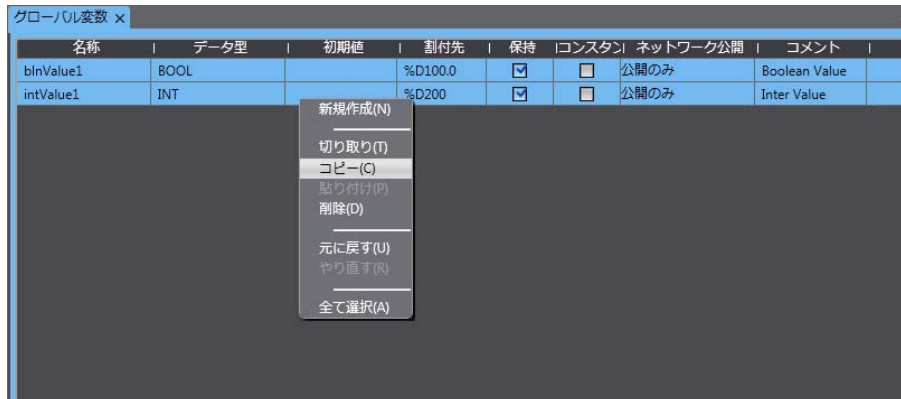 グローバル変数 ×
名称 データ型 初期値 割付先 保持 コンスタン ネットワーク公開 コメント
blnValue1 BOOL %D100.0 公開のみ Boolean Value
intValue1 INT %D200 公開のみ Inter Value
新規作成(N)
切り取り(T)
コピー(C)
貼り付け(P)
削除(D)
元に戻す(U)
やり直す(R)
全て選択(A)